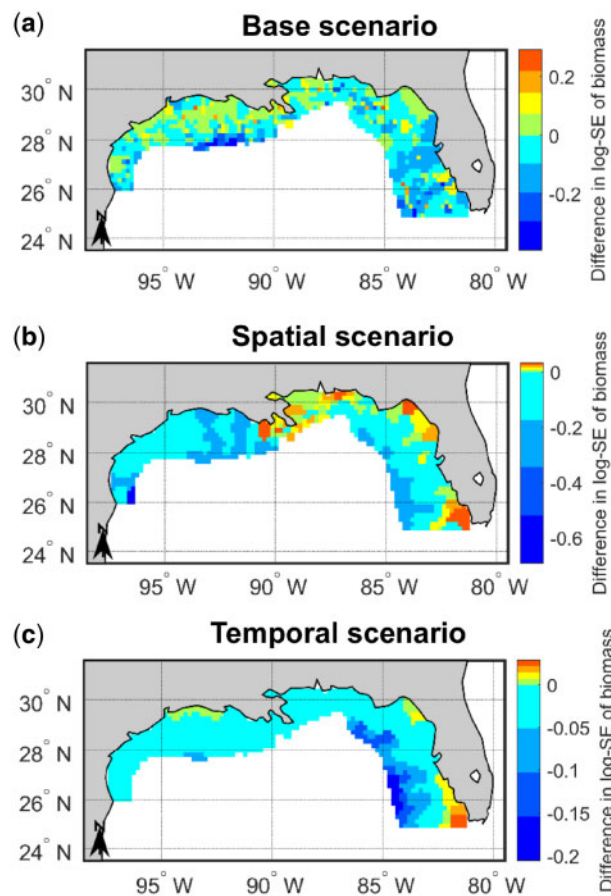 (a) Base scenario
30° N
28° N
26° N
24° N
95° W 90° W 85° W 80° W
0.2
0
-0.2
Difference in log-SE of biomass
(b) Spatial scenario
30° N
28° N
26° N
24° N
95° W 90° W 85° W 80° W
0
-0.2
-0.4
-0.6
Difference in log-SE of biomass
(c) Temporal scenario
30° N
28° N
26° N
24° N
95° W 90° W 85° W 80° W
0
-0.05
-0.1
-0.15
-0.2
Difference in log-SE of biomass